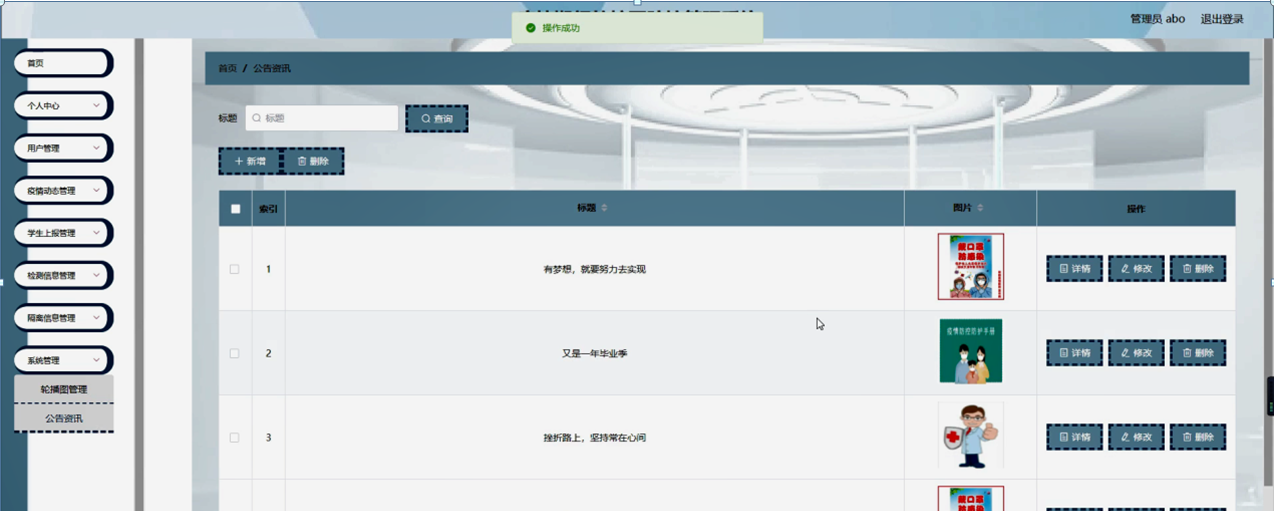 管理员 abo 退出登录
操作成功
首页
个人中心
用户管理
疫情动态管理
学生上报管理
检测信息管理
隔离信息管理
系统管理
轮播图管理
公告资讯
首页 / 公告资讯
标题 标题 查询
新增 删除
索引 标题 图片 操作
1 有梦想，就要努力去实现 戴口罩 详情 修改 删除
2 又是一年毕业季 疫情防控防护手册 详情 修改 删除
3 挫折路上，坚持常在心间 详情 修改 删除
戴口罩